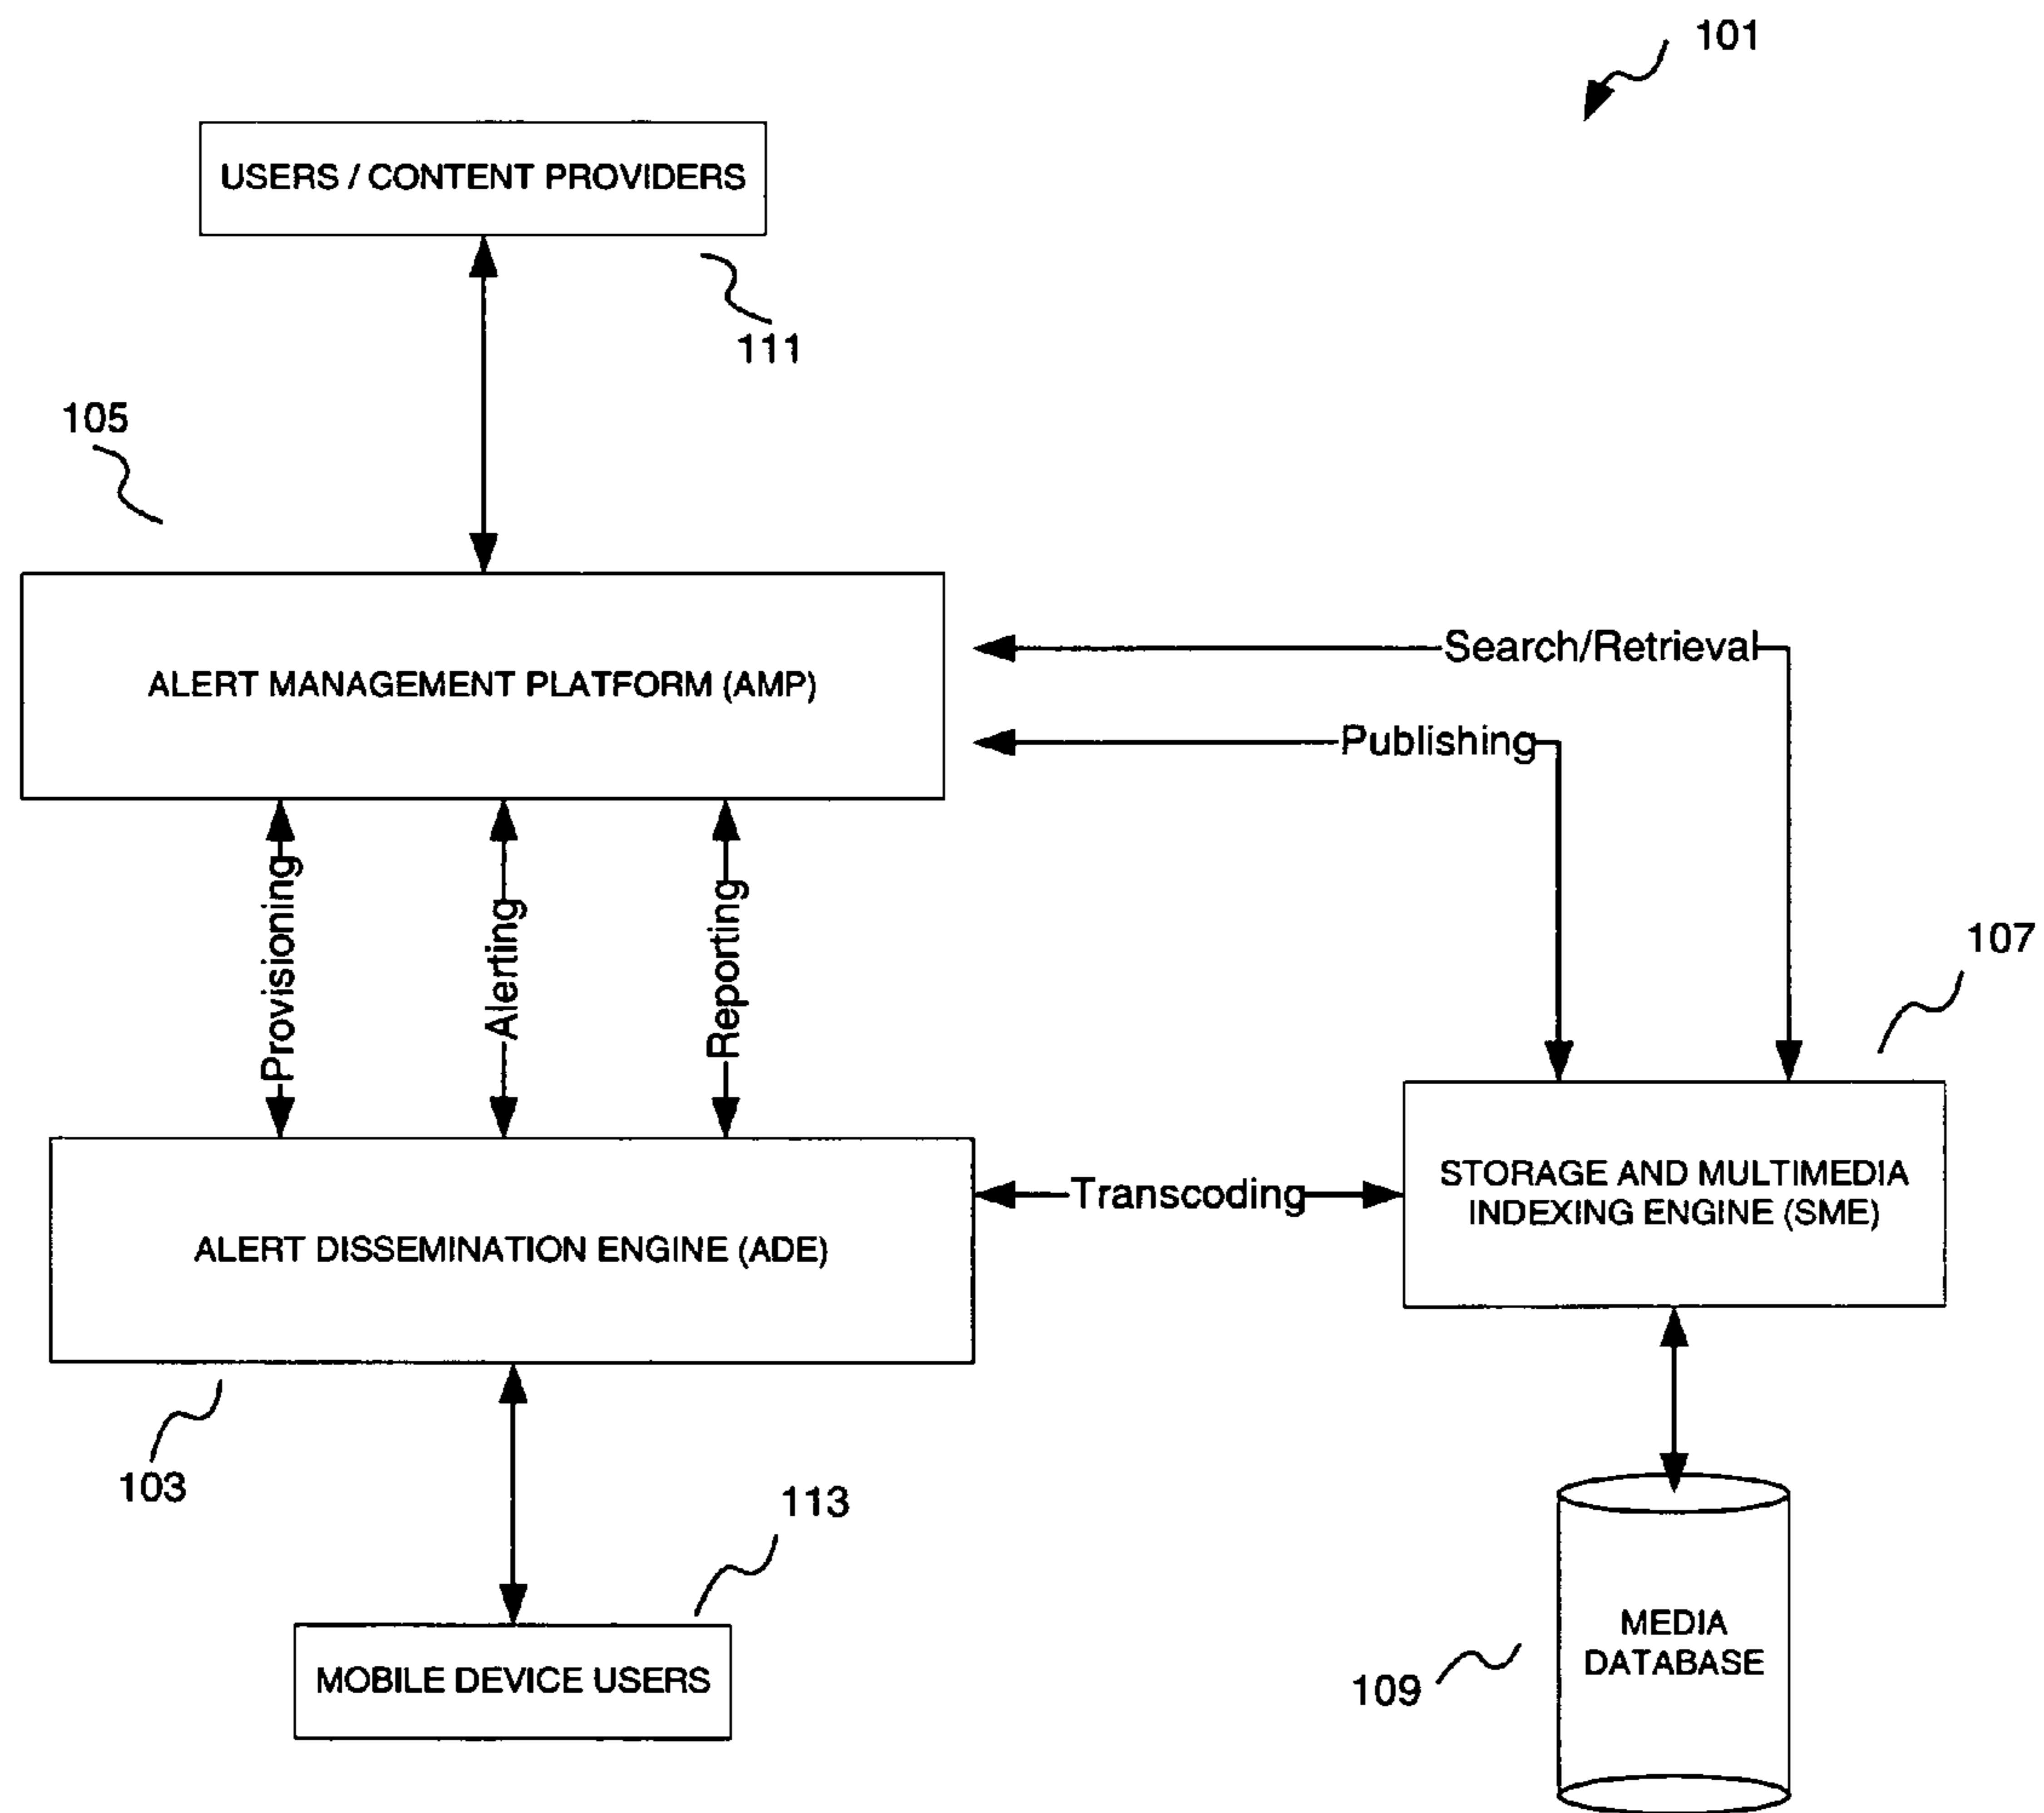 101
USERS / CONTENT PROVIDERS
111
105
ALERT MANAGEMENT PLATFORM (AMP)
Search/Retrieval
Publishing
Provisioning
Alerting
Reporting
107
STORAGE AND MULTIMEDIA
INDEXING ENGINE (SME)
Transcoding
ALERT DISSEMINATION ENGINE (ADE)
103
113
MOBILE DEVICE USERS
MEDIA
DATABASE
109